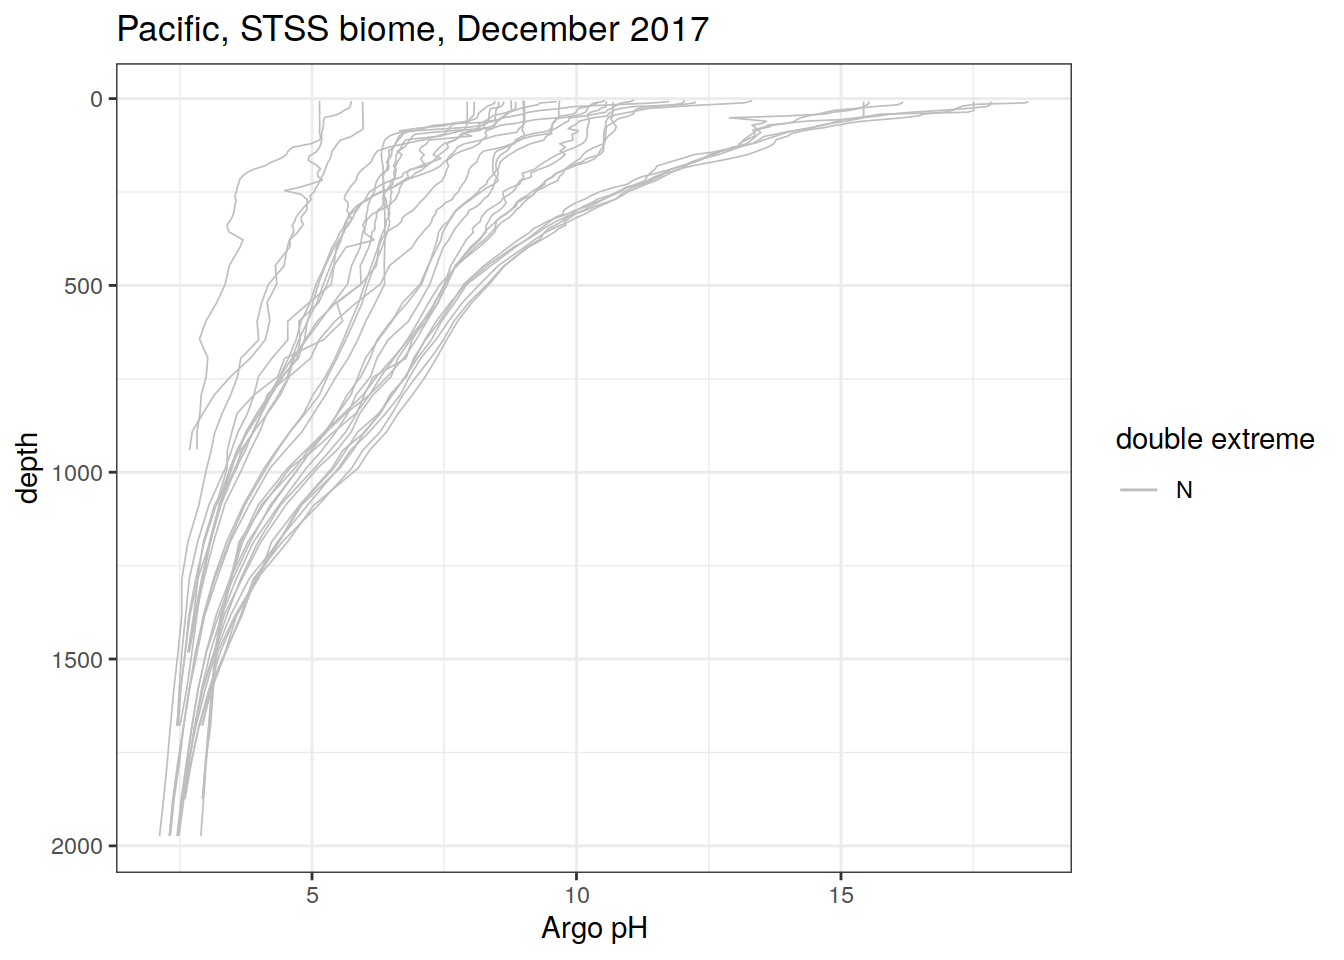 Pacific, STSS biome, December 2017
0
500
1000
1500
2000
depth
5
10
15
Argo pH
double extreme
N